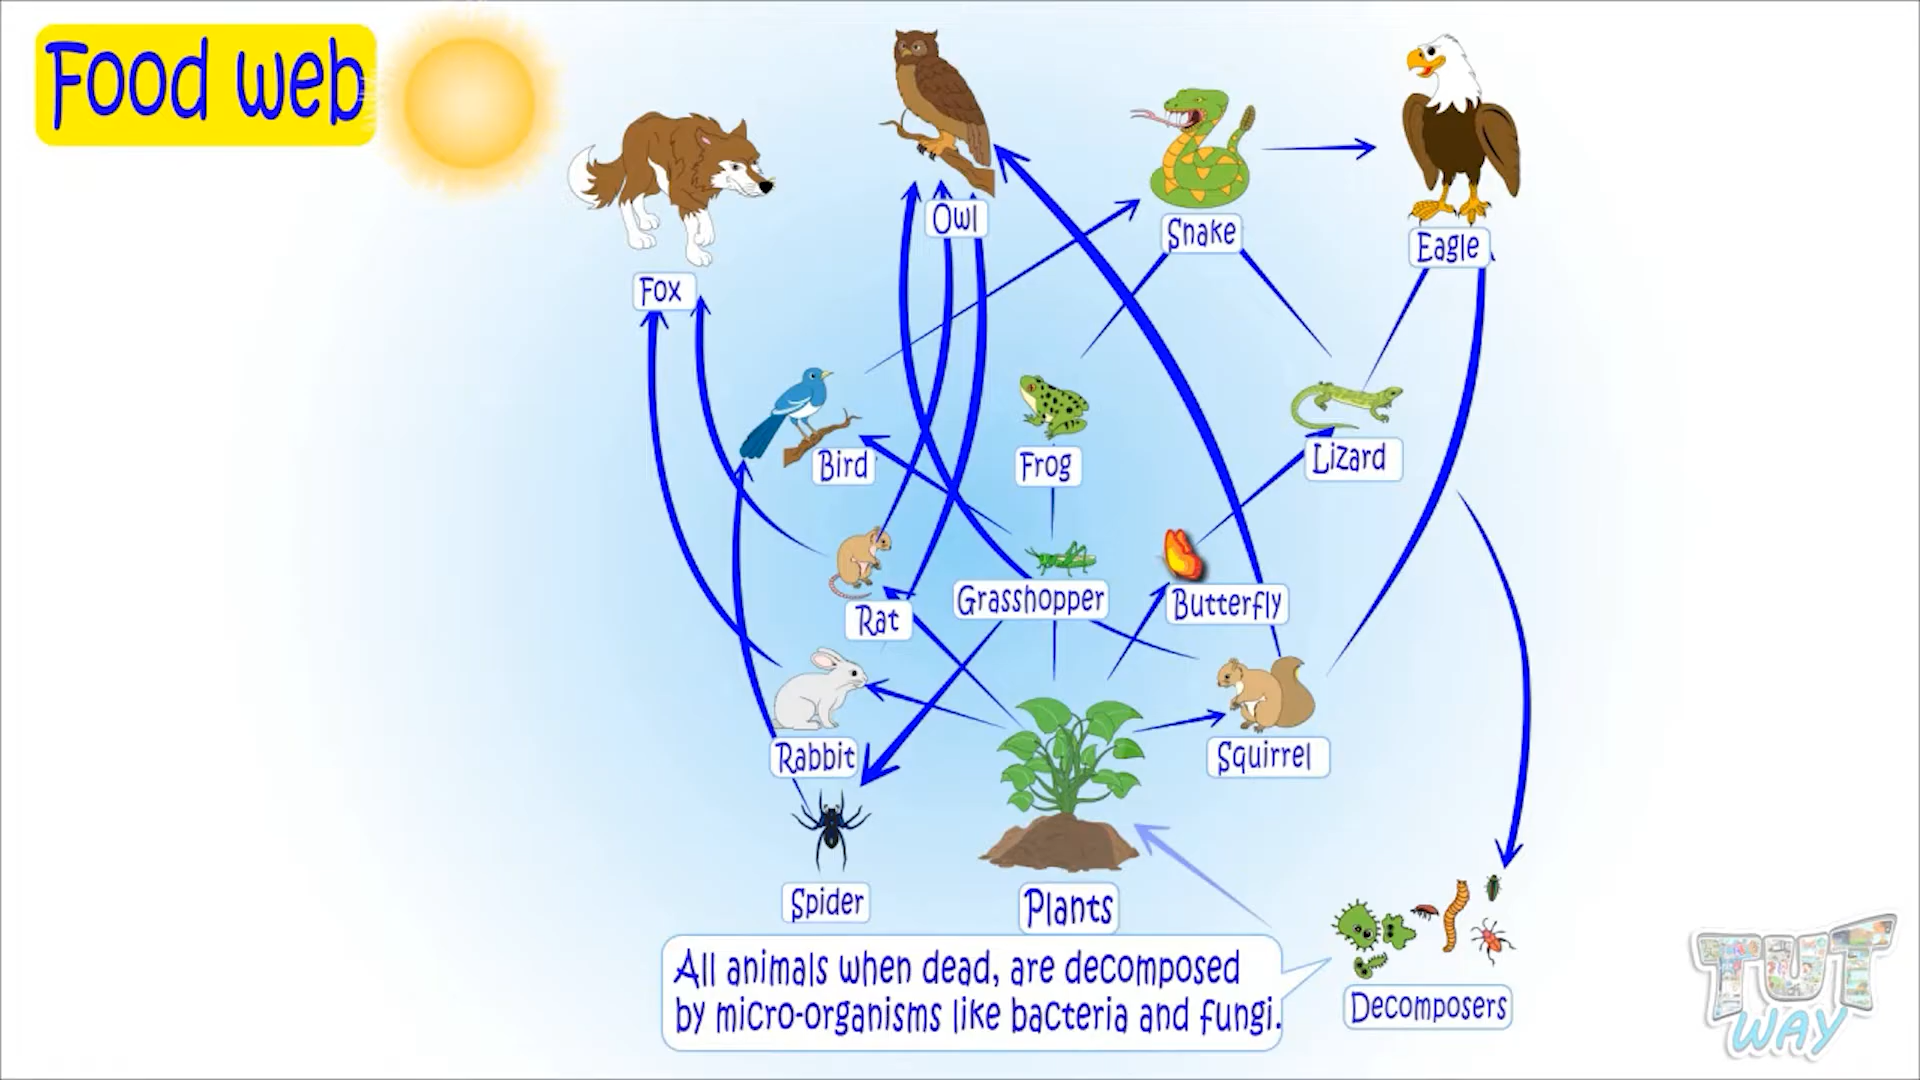 Food web
Owl
Snake
Eagle
Fox
Bird
Frog
Lizard
Rat
Grasshopper
Butterfly
Rabbit
Squirrel
Spider
Plants
All animals when dead, are decomposed
by micro-organisms like bacteria and fungi.
Decomposers
TUT
WAY